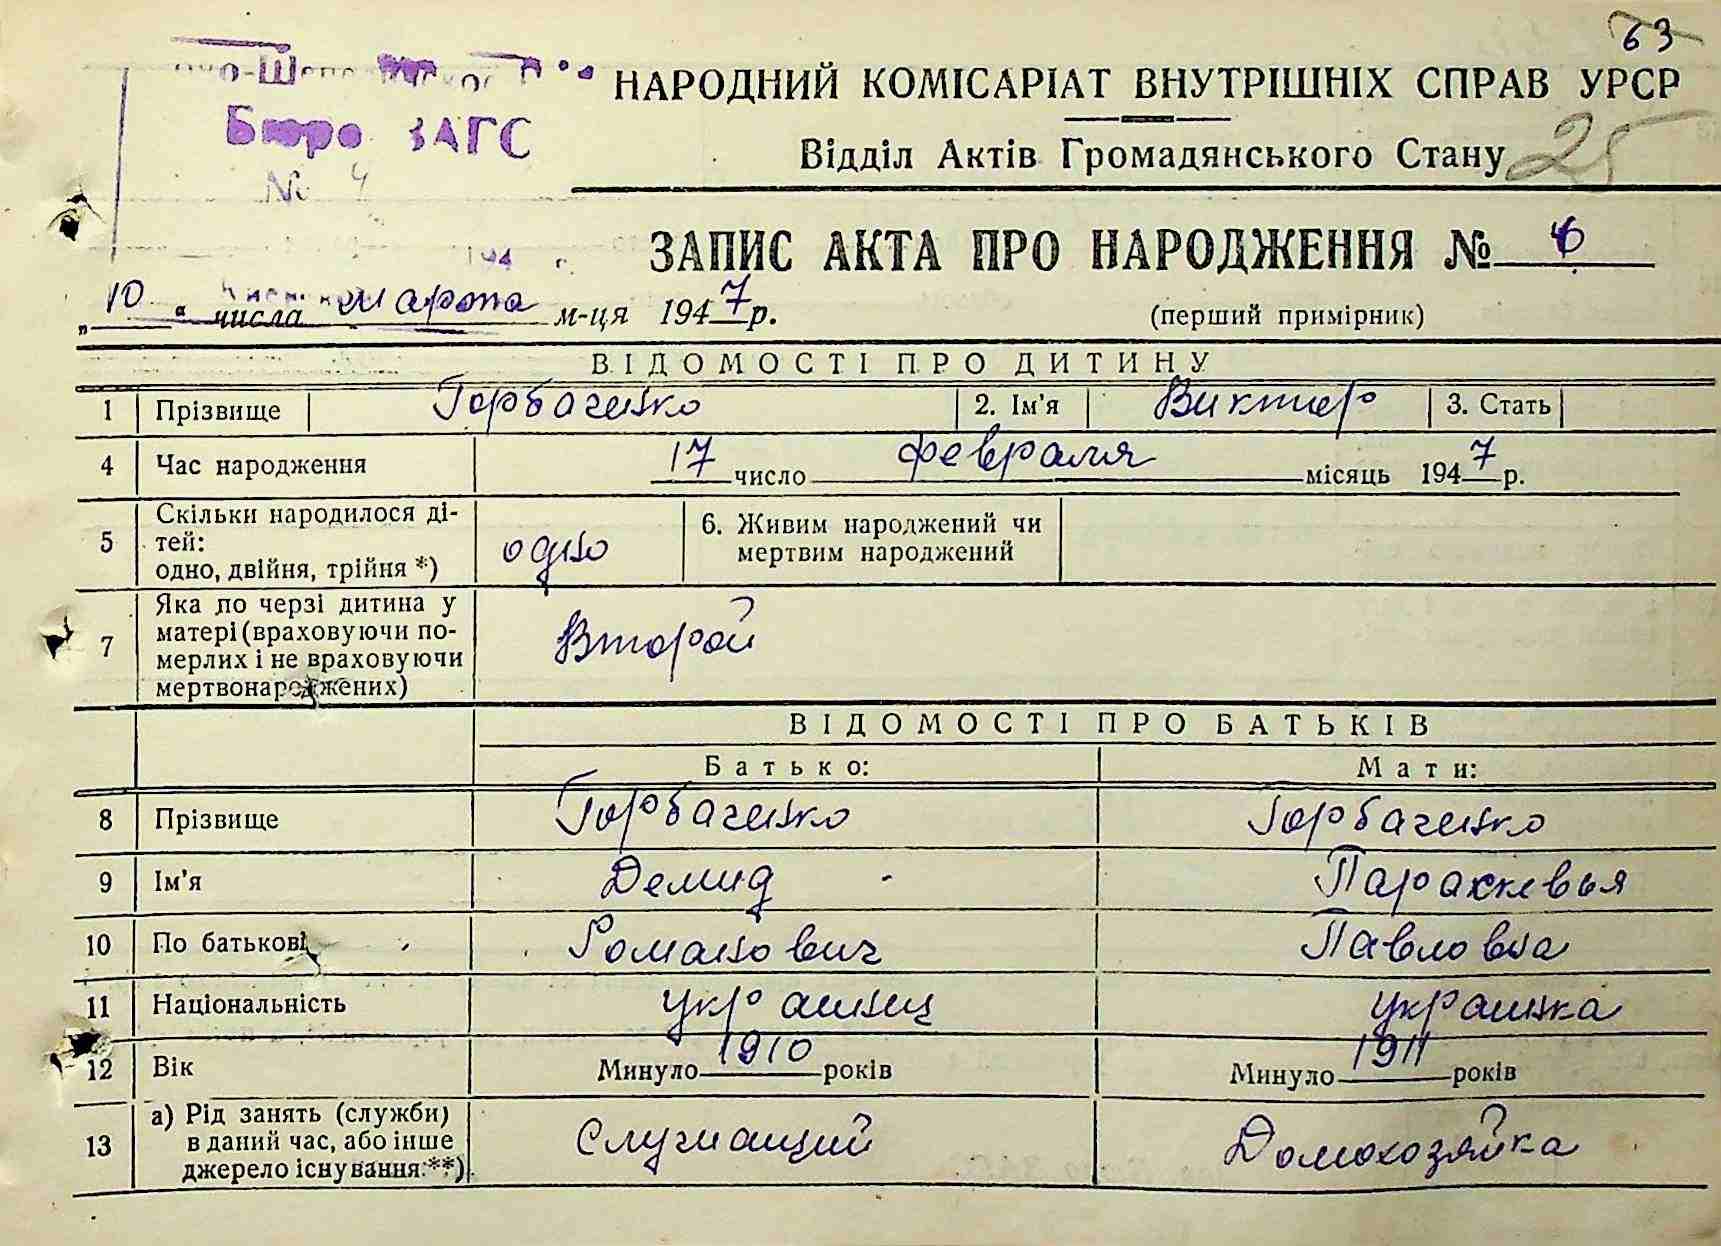 63
НАРОДНИЙ КОМІСАРІАТ ВНУТРІШНІХ СПРАВ УРСР
Бюро ЗАГС
Відділ Актів Громадянського Стану 25
№ 4
ЗАПИС АКТА ПРО НАРОДЖЕННЯ №
194 г.
„10“ числа марта м-ця 1947р.
(перший примірник)
ВІДОМОСТІ ПРО ДИТИНУ
1 Прізвище Горбаченко 2. Ім'я Виктор 3. Стать
4 Час народження 17 число февраля місяць 1947 р.
5 Скільки народилося дітей: одно, двійня, трійня *) одно 6. Живим народжений чи мертвим народжений
7 Яка по черзі дитина у матері (враховуючи померлих і не враховуючи мертвонароджених) Второй
ВІДОМОСТІ ПРО БАТЬКІВ
Батько: Мати:
8 Прізвище Горбаченко Горбаченко
9 Ім'я Демид Параскевья
10 По батькові Романович Павловна
11 Національність украинец украинка
12 Вік Минуло 1910 років Минуло 1911 років
13 а) Рід занять (служби) в даний час, або інше джерело існування:**) Служащий Домохозяйка